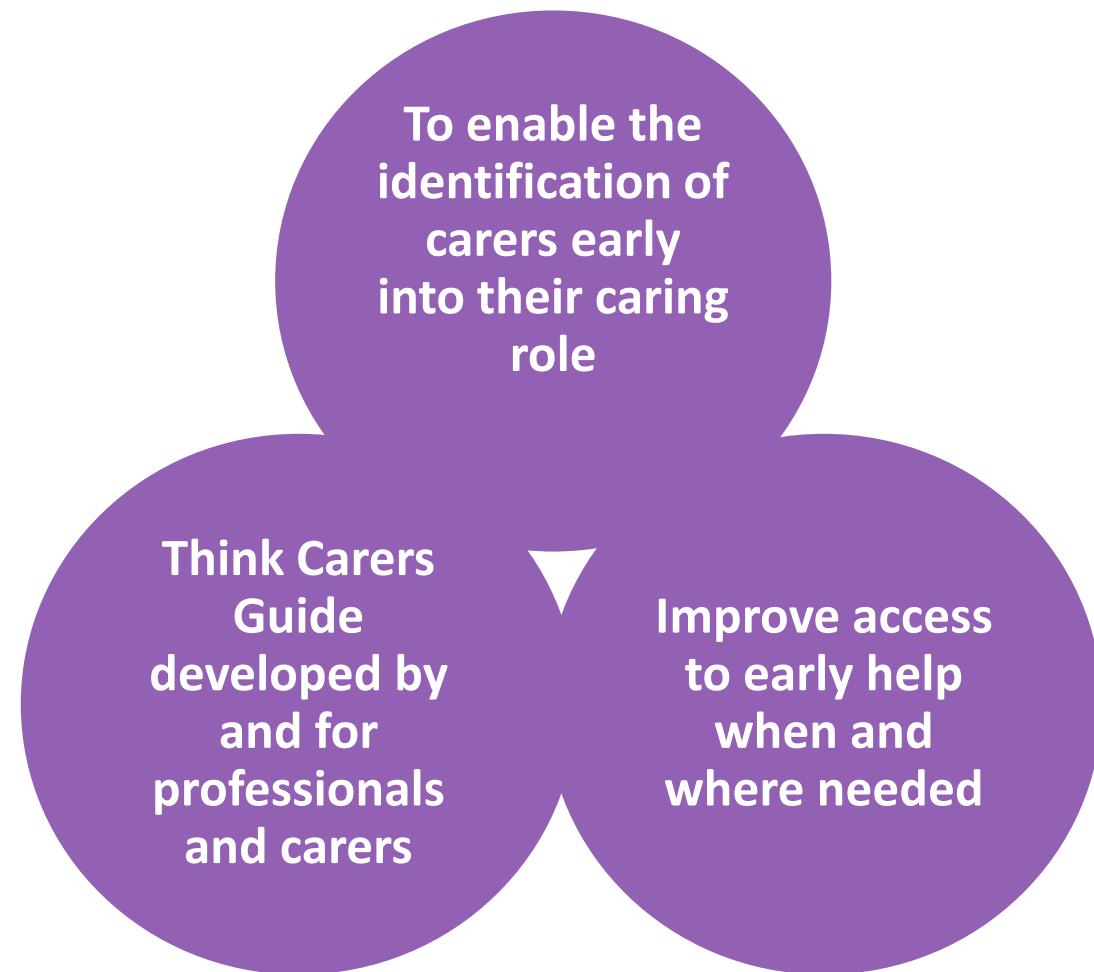 To enable the
identification of
carers early
into their caring
role
Think Carers
Guide
developed by
and for
professionals
and carers
Improve access
to early help
when and
where needed